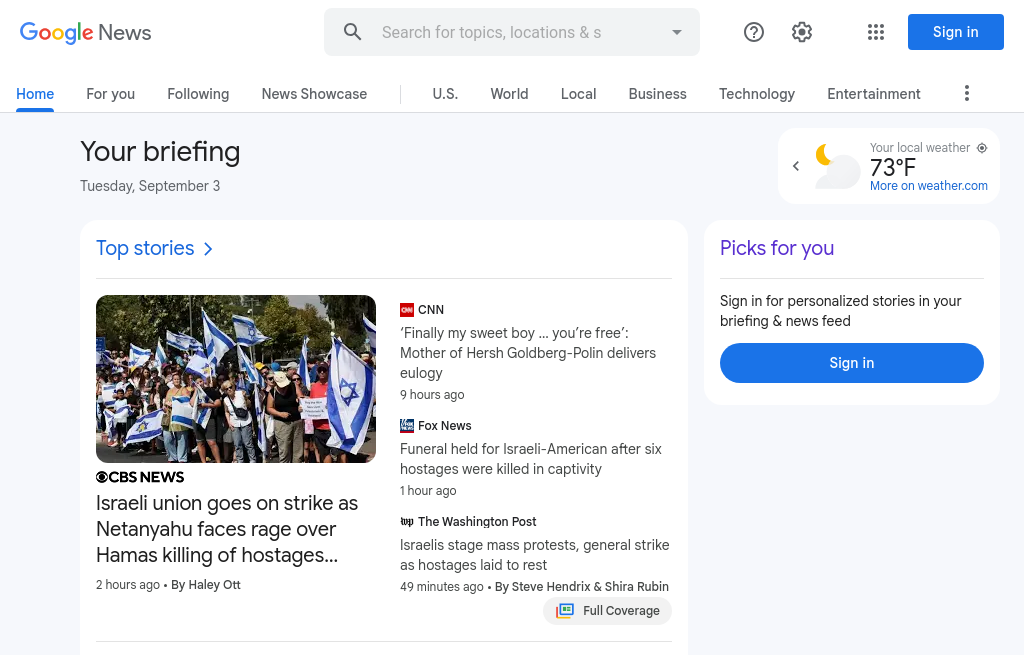 Google News
Search for topics, locations & s
Sign in
Home
For you
Following
News Showcase
U.S.
World
Local
Business
Technology
Entertainment
Your briefing
Tuesday, September 3
Your local weather
73°F
More on weather.com
Top stories
CBS NEWS
Israeli union goes on strike as
Netanyahu faces rage over
Hamas killing of hostages...
2 hours ago • By Haley Ott
CNN
‘Finally my sweet boy … you’re free’:
Mother of Hersh Goldberg-Polin delivers
eulogy
9 hours ago
Fox News
Funeral held for Israeli-American after six
hostages were killed in captivity
1 hour ago
The Washington Post
Israelis stage mass protests, general strike
as hostages laid to rest
49 minutes ago • By Steve Hendrix & Shira Rubin
Full Coverage
Picks for you
Sign in for personalized stories in your
briefing & news feed
Sign in